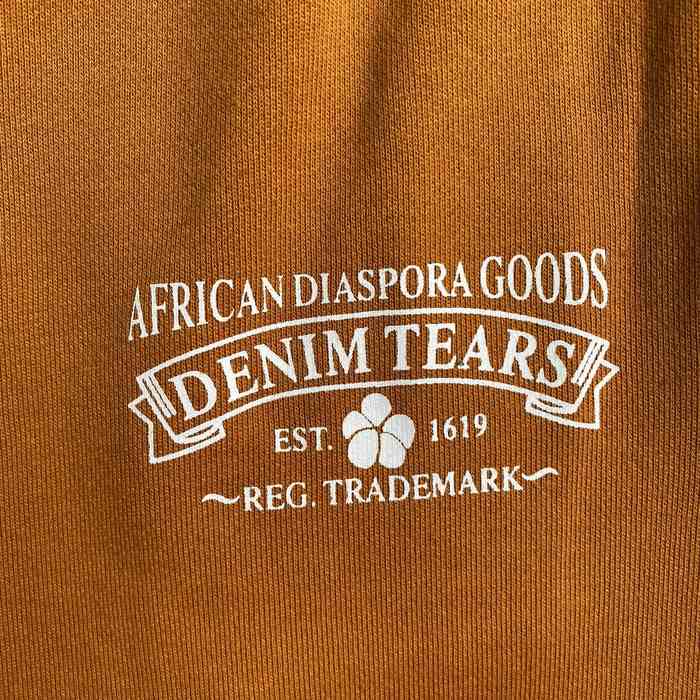 AFRICAN DIASPORA GOODS
DENIM TEARS
EST. 1619
~REG. TRADEMARK~